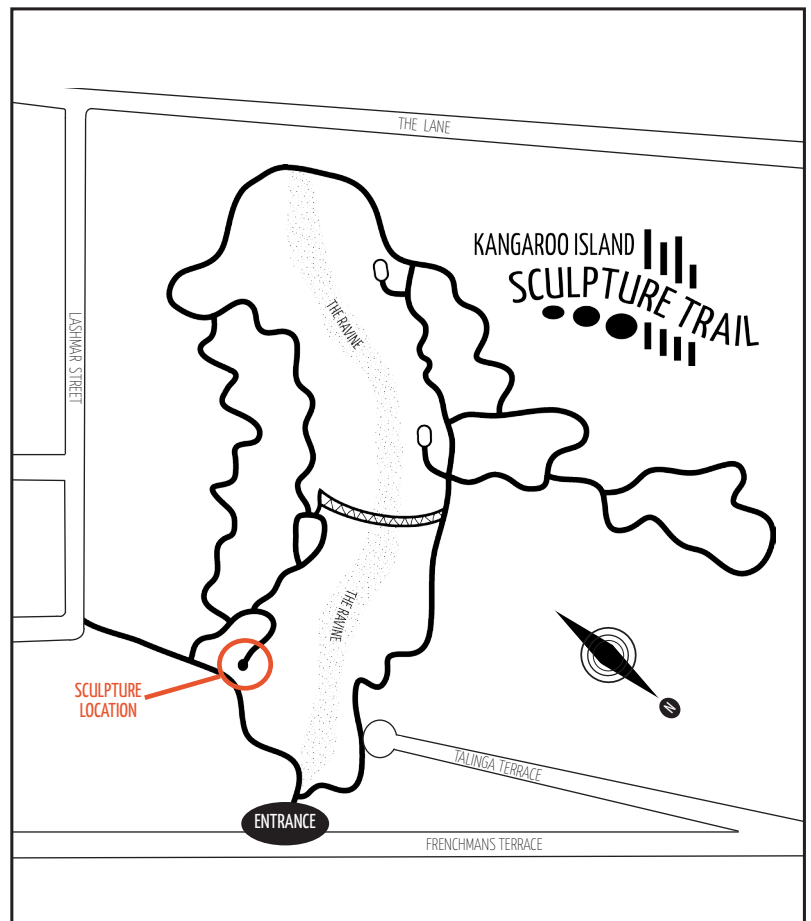 THE LANE
KANGAROO ISLAND
SCULPTURE TRAIL
THE RAVINE
LASHMAR STREET
THE RAVINE
SCULPTURE
LOCATION
N
TALINGA TERRACE
ENTRANCE
FRENCHMANS TERRACE